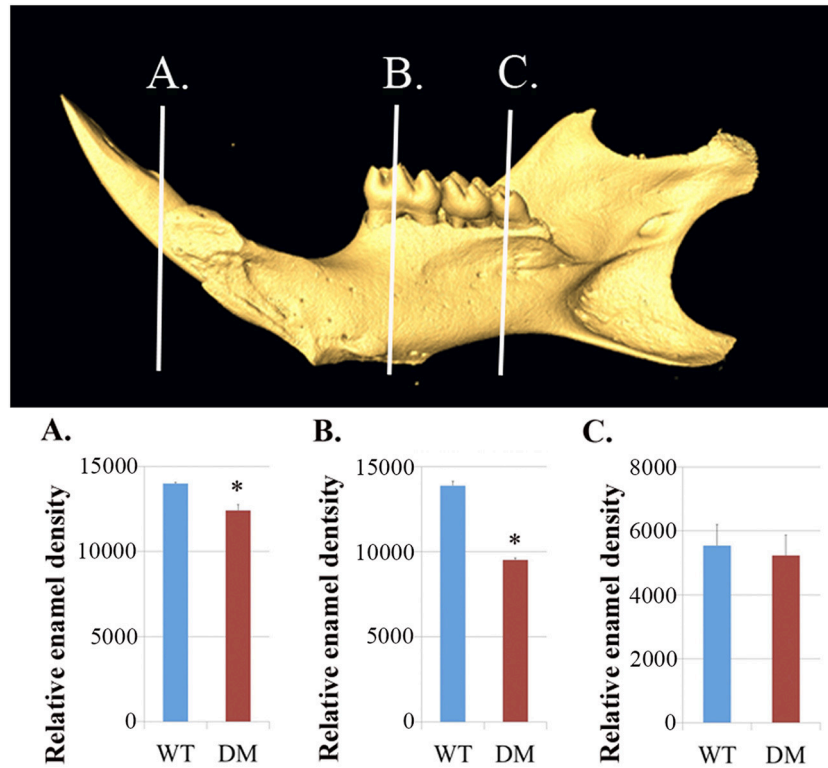 A.
B.
C.
A.
Relative enamel density
15000
10000
5000
0
*
WT DM
B.
Relative enamel dentsity
15000
10000
5000
0
*
WT DM
C.
Relative enamel density
8000
6000
4000
2000
0
WT DM